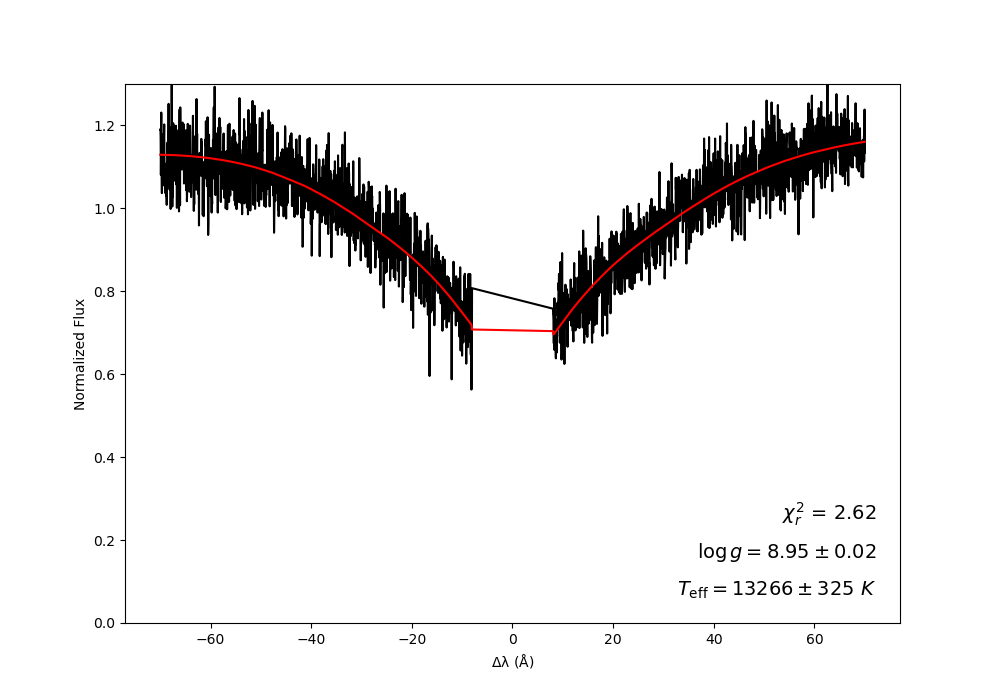 1.2
1.0
0.8
0.6
0.4
0.2
0.0
Normalized Flux
χ²ᵣ = 2.62
log g = 8.95 ± 0.02
T_eff = 13266 ± 325 K
−60 −40 −20 0 20 40 60
Δλ (Å)